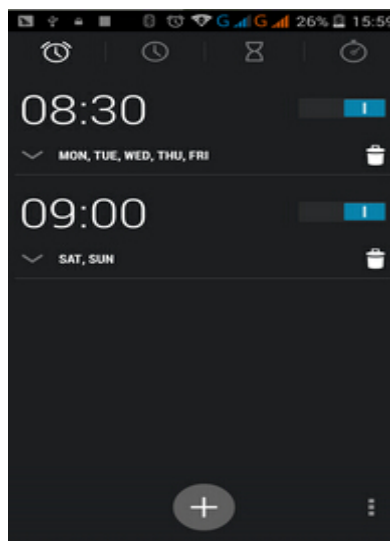 G G 26% 15:59
08:30
MON, TUE, WED, THU, FRI
09:00
SAT, SUN